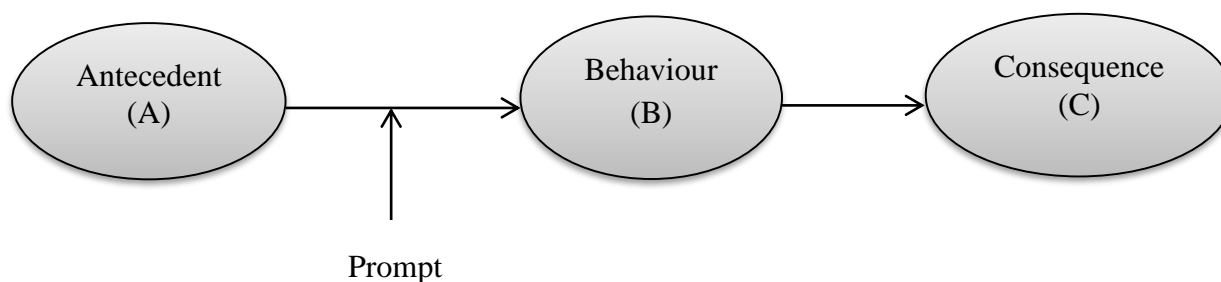 Antecedent
(A)
Behaviour
(B)
Consequence
(C)
Prompt